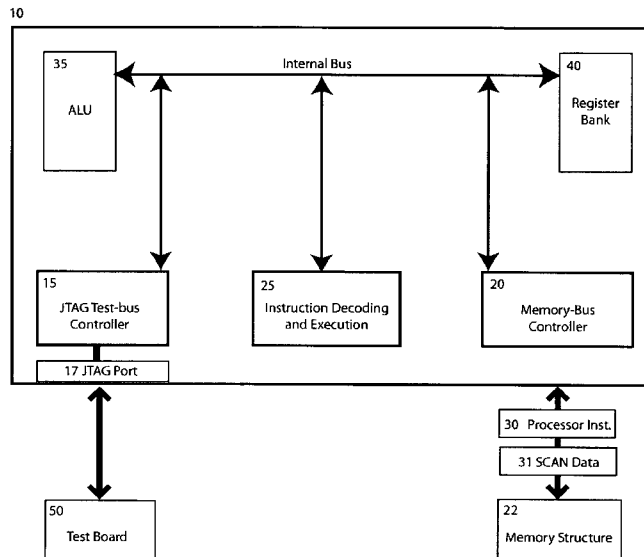 10
Internal Bus
35
ALU
40
Register
Bank
15
JTAG Test-bus
Controller
25
Instruction Decoding
and Execution
20
Memory-Bus
Controller
17 JTAG Port
30 Processor Inst.
31 SCAN Data
50
Test Board
22
Memory Structure